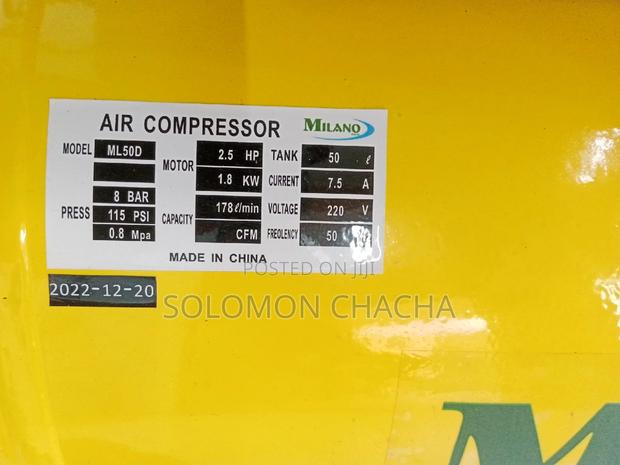 AIR COMPRESSOR MILANO
MODEL ML50D
MOTOR 2.5 HP
1.8 KW
TANK 50 ℓ
CURRENT 7.5 A
PRESS 8 BAR
115 PSI
0.8 Mpa
CAPACITY 178ℓ/min
CFM
VOLTAGE 220 V
FREOLENCY 50
MADE IN CHINA
POSTED ON JIJI
2022-12-20
SOLOMON CHACHA